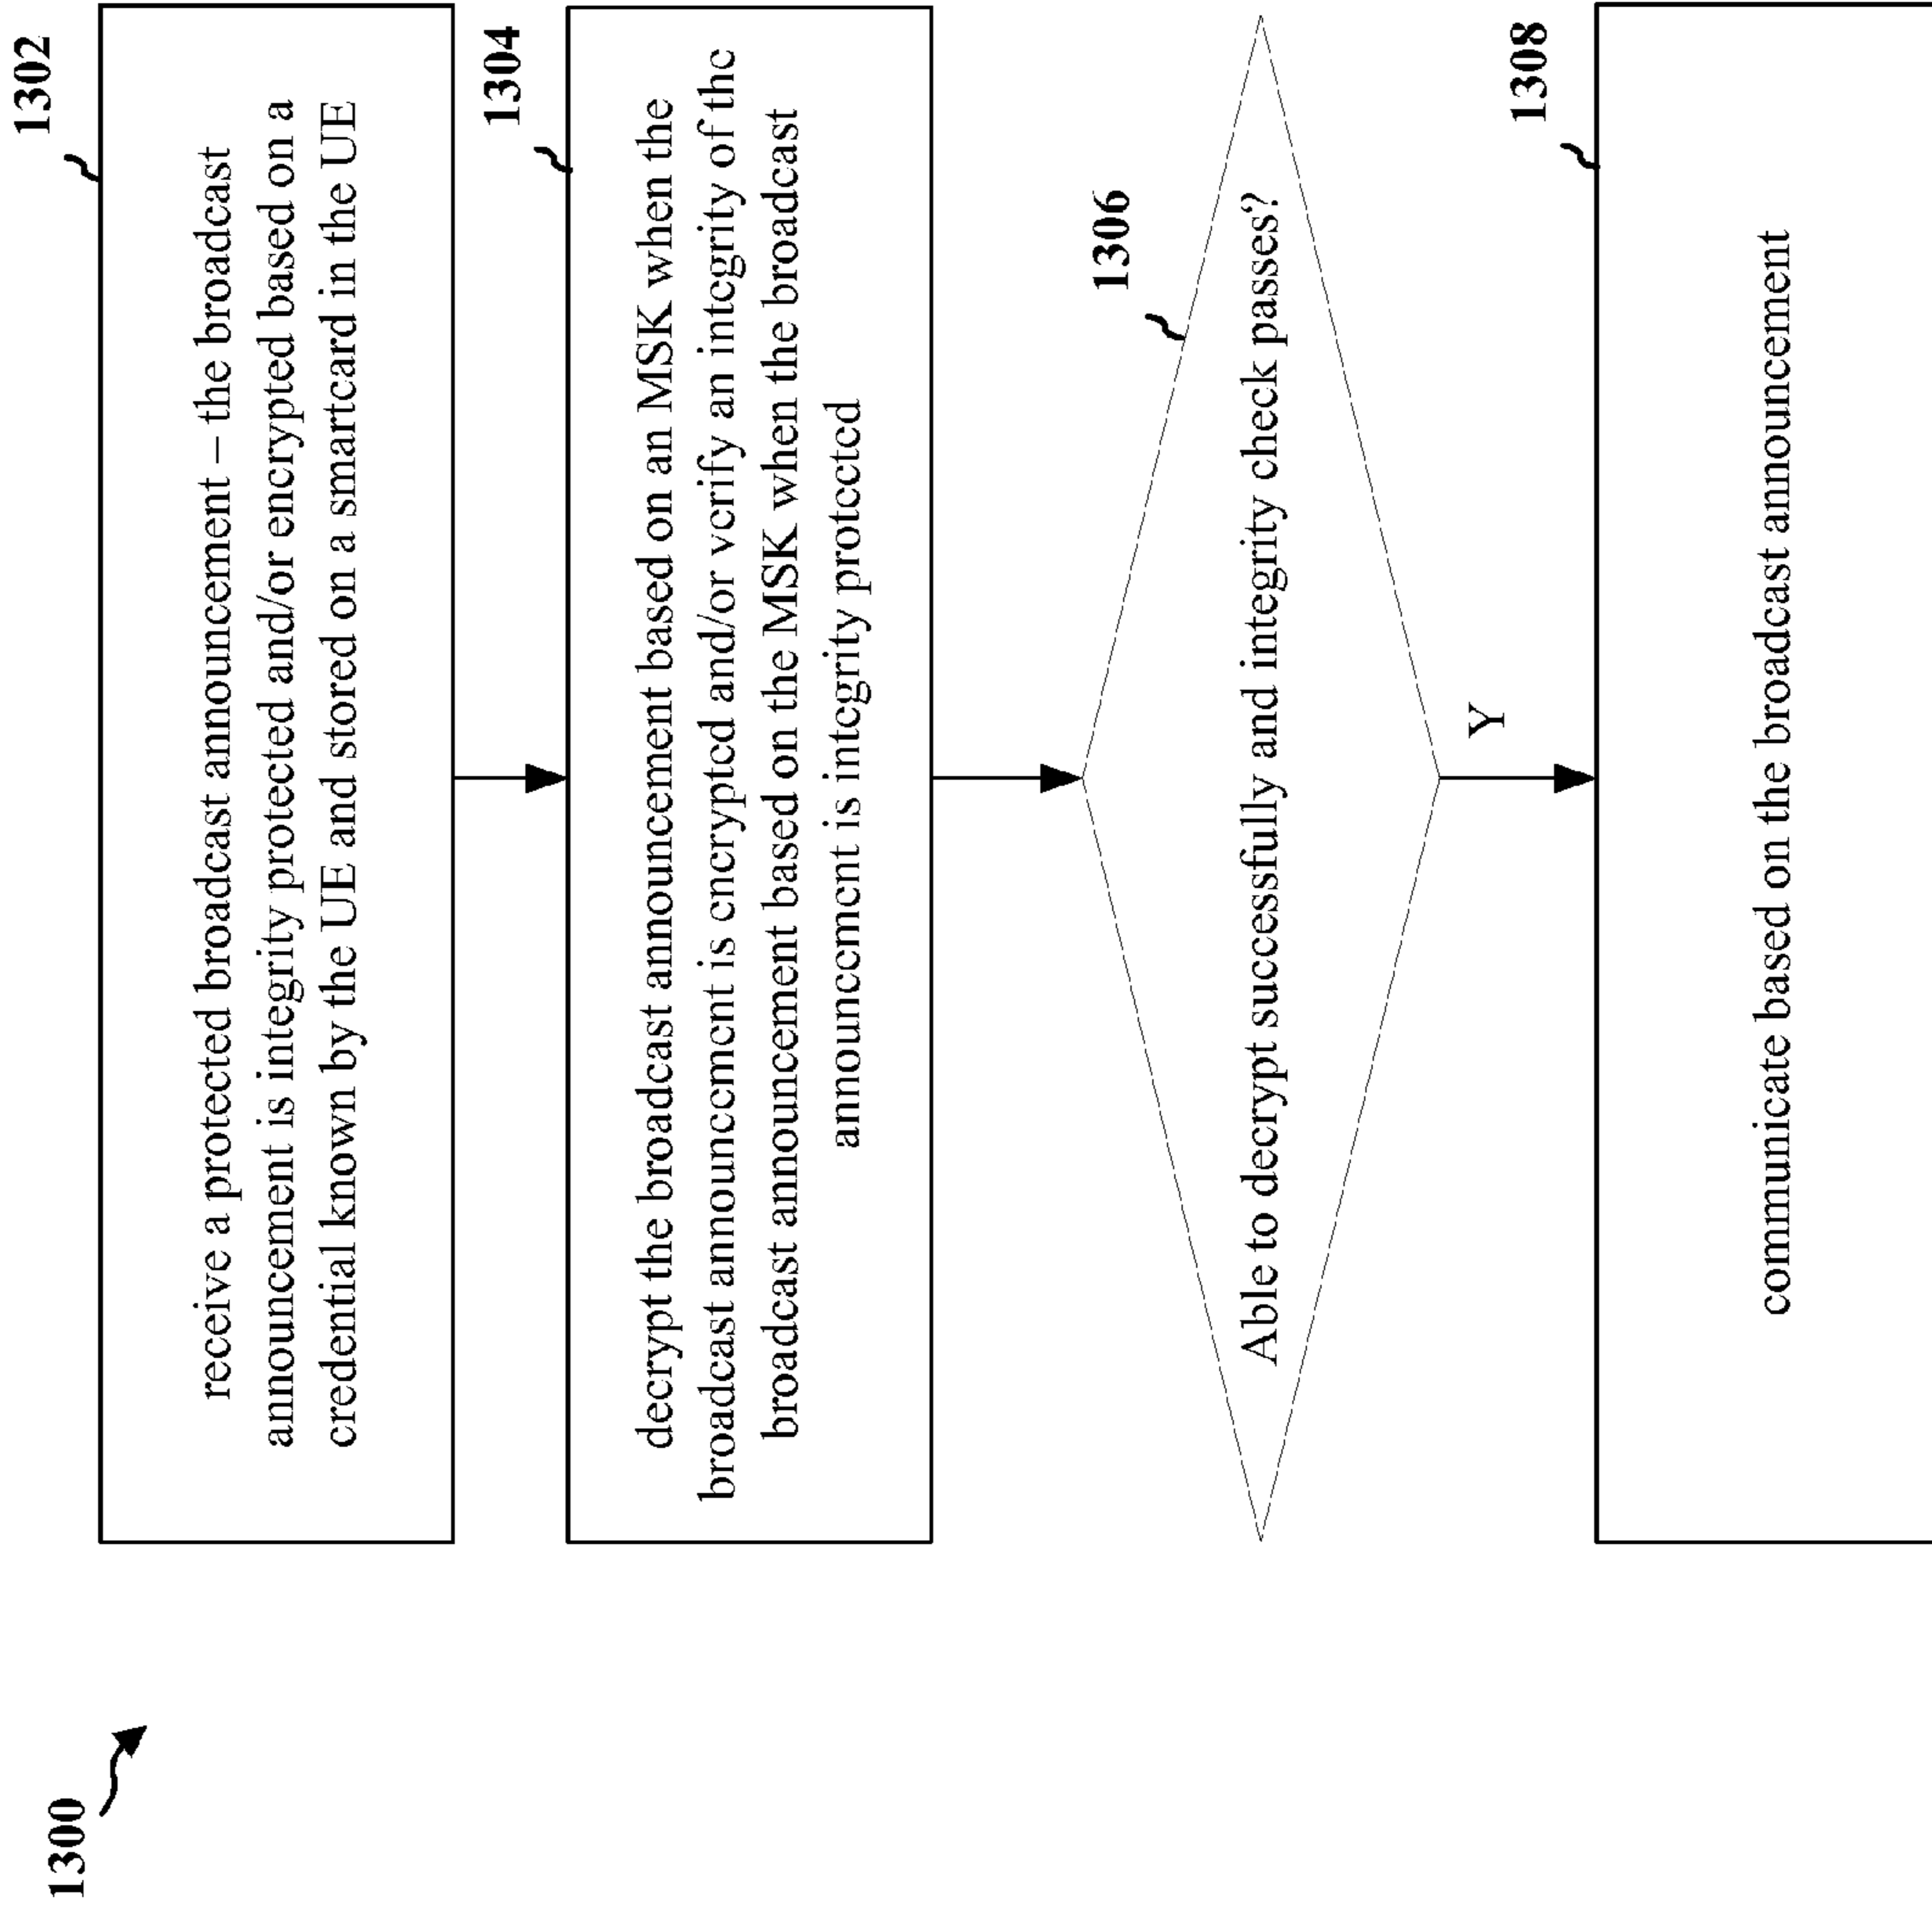 1300
1302
receive a protected broadcast announcement – the broadcast
announcement is integrity protected and/or encrypted based on a
credential known by the UE and stored on a smartcard in the UE
1304
decrypt the broadcast announcement based on an MSK when the
broadcast announcement is encrypted and/or verify an integrity of the
broadcast announcement based on the MSK when the broadcast
announcement is integrity protected
1306
Able to decrypt successfully and integrity check passes?
Y
1308
communicate based on the broadcast announcement